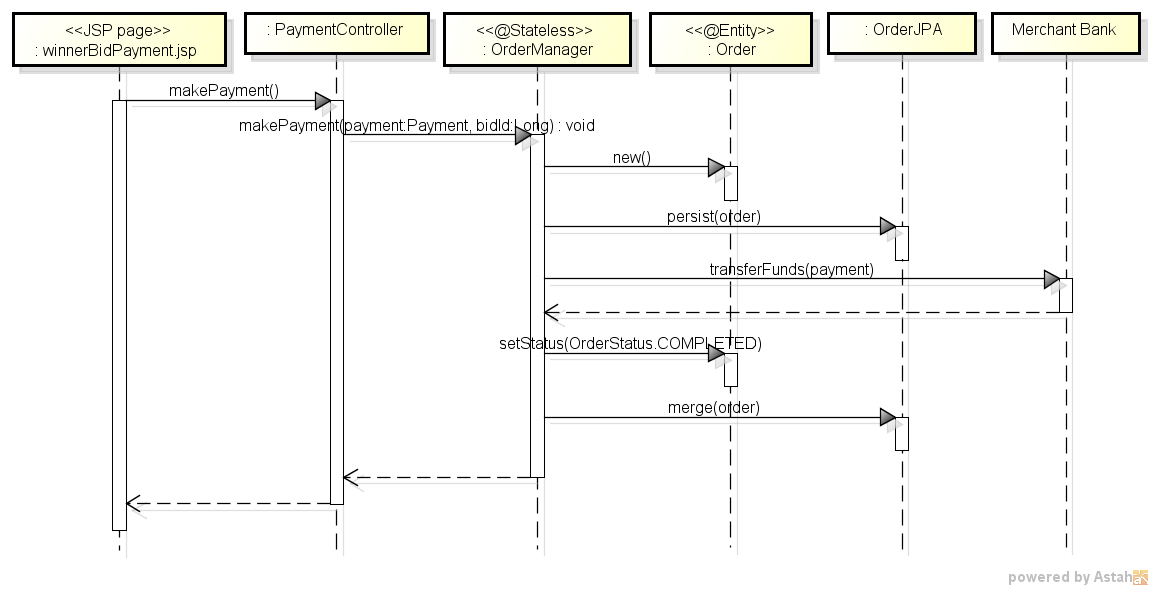 <<JSP page>>
: winnerBidPayment.jsp
: PaymentController
<<@Stateless>>
: OrderManager
<<@Entity>>
: Order
: OrderJPA
Merchant Bank
makePayment()
makePayment(payment:Payment, bidId:Long) : void
new()
persist(order)
transferFunds(payment)
setStatus(OrderStatus.COMPLETED)
merge(order)
powered by Astah